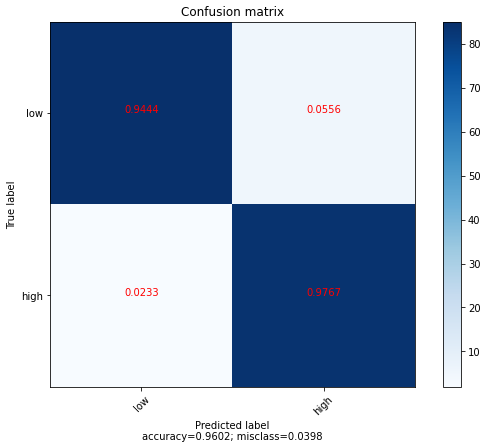 Confusion matrix
low
0.9444
0.0556
high
0.0233
0.9767
low
high
True label
Predicted label
accuracy=0.9602; misclass=0.0398
80
70
60
50
40
30
20
10